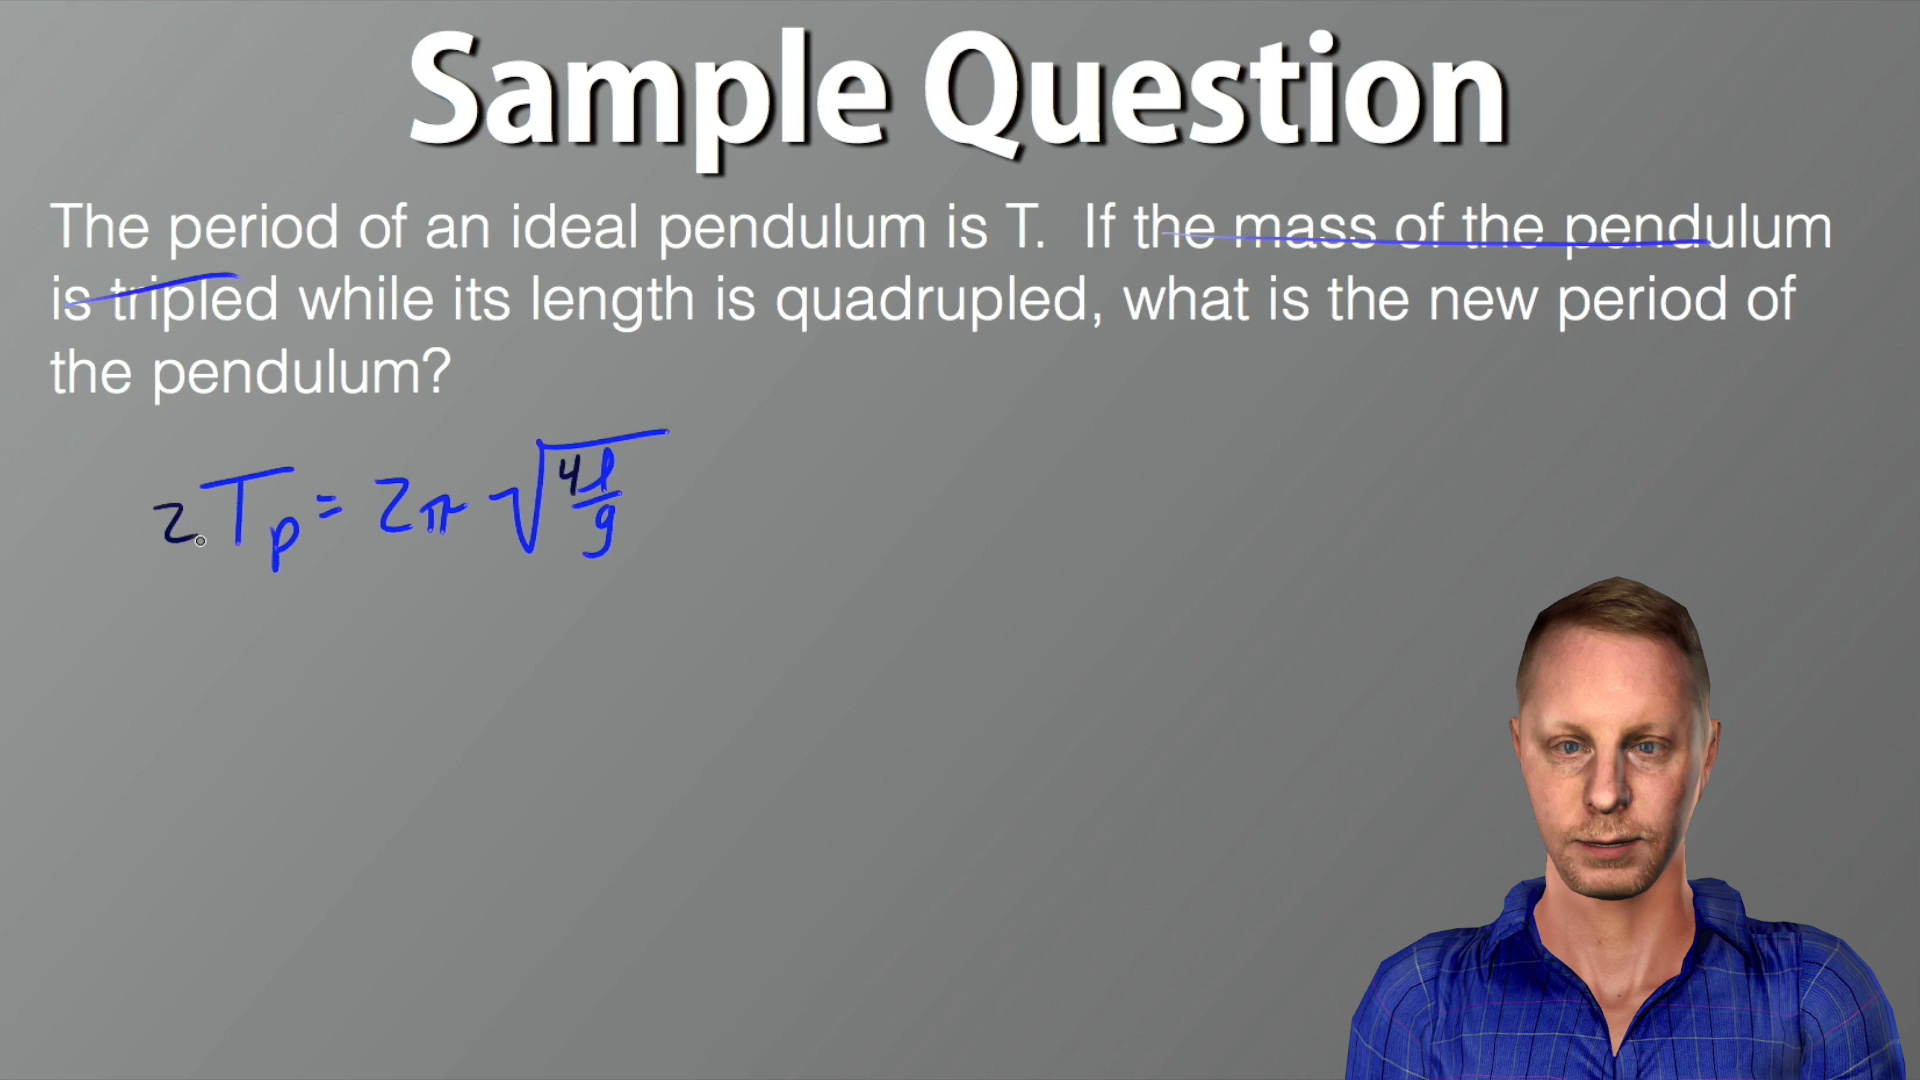 Sample Question
The period of an ideal pendulum is T. If the mass of the pendulum
is tripled while its length is quadrupled, what is the new period of
the pendulum?
2 Tp = 2π √4l/g